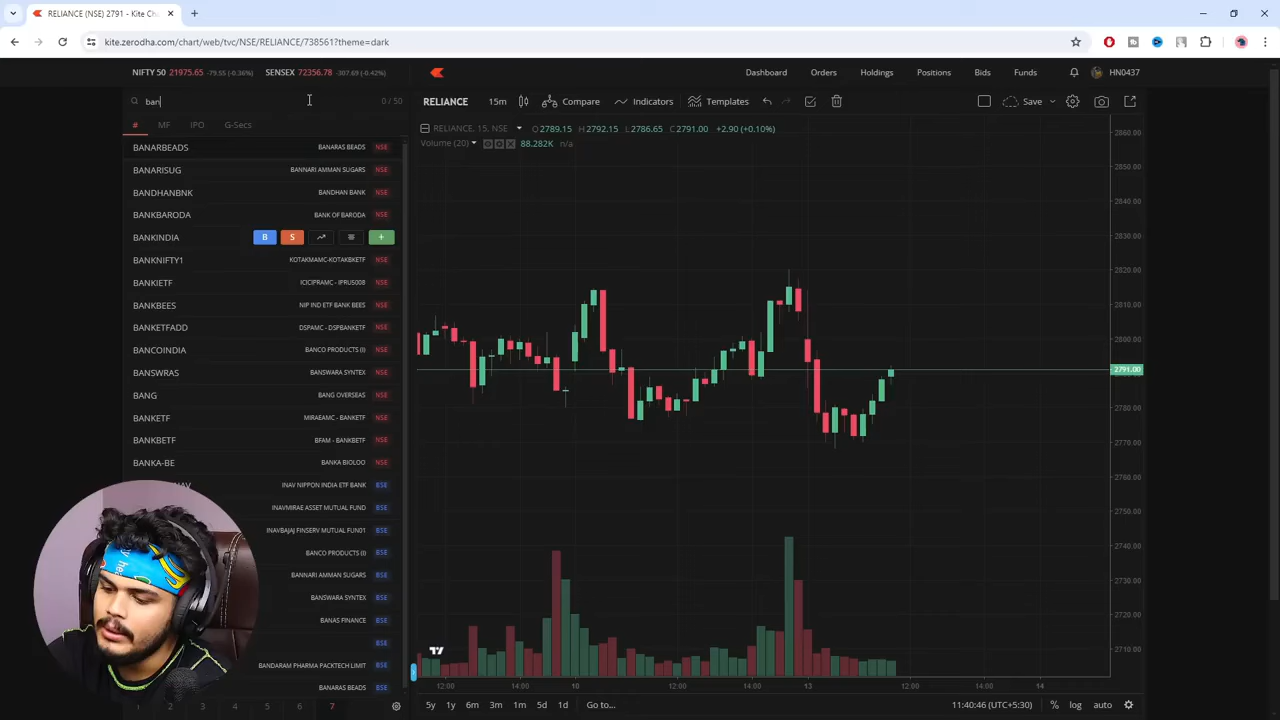 RELIANCE (NSE) 2791 - Kite Ch
kite.zerodha.com/chart/web/tvc/NSE/RELIANCE/738561?theme=dark
NIFTY 50 21975.65 -79.55 (-0.36%) SENSEX 72356.78 -307.69 (-0.42%)
Dashboard Orders Holdings Positions Bids Funds HN0437
ban 0 / 50
RELIANCE 15m Compare Indicators Templates Save
# MF IPO G-Secs
RELIANCE, 15, NSE O2789.15 H2792.15 L2786.65 C2791.00 +2.90 (+0.10%)
Volume (20) 88.282K n/a
BANARBEADS BANARAS BEADS NSE
BANARISUG BANNARI AMMAN SUGARS NSE
BANDHANBNK BANDHAN BANK NSE
BANKBARODA BANK OF BARODA NSE
BANKINDIA B S +
BANKNIFTY1 KOTAKMAMC-KOTAKBKETF NSE
BANKIETF ICICIPRAMC - IPRU5008 NSE
BANKBEES NIP IND ETF BANK BEES NSE
BANKETFADD DSPAMC - DSPBANKETF NSE
BANCOINDIA BANCO PRODUCTS (I) NSE
BANSWRAS BANSWARA SYNTEX NSE
BANG BANG OVERSEAS NSE
BANKETF MIRAEAMC - BANKETF NSE
BANKBETF BFAM - BANKBETF NSE
BANKA-BE BANKA BIOLOO NSE
INAV NIPPON INDIA ETF BANK BSE
INAVMIRAE ASSET MUTUAL FUND BSE
INAVBAJAJ FINSERV MUTUAL FUN01 BSE
BANCO PRODUCTS (I) BSE
BANNARI AMMAN SUGARS BSE
BANSWARA SYNTEX BSE
BANAS FINANCE BSE
BSE
BANDARAM PHARMA PACKTECH LIMIT BSE
BANARAS BEADS BSE
1 2 5 6 7
2860.00
2850.00
2840.00
2830.00
2820.00
2810.00
2800.00
2791.00
2780.00
2770.00
2760.00
2750.00
2740.00
2730.00
2720.00
2710.00
12:00 14:00 10 12:00 14:00 13 12:00 14:00 14
5y 1y 6m 3m 1m 5d 1d Go to... 11:40:46 (UTC+5:30) % log auto